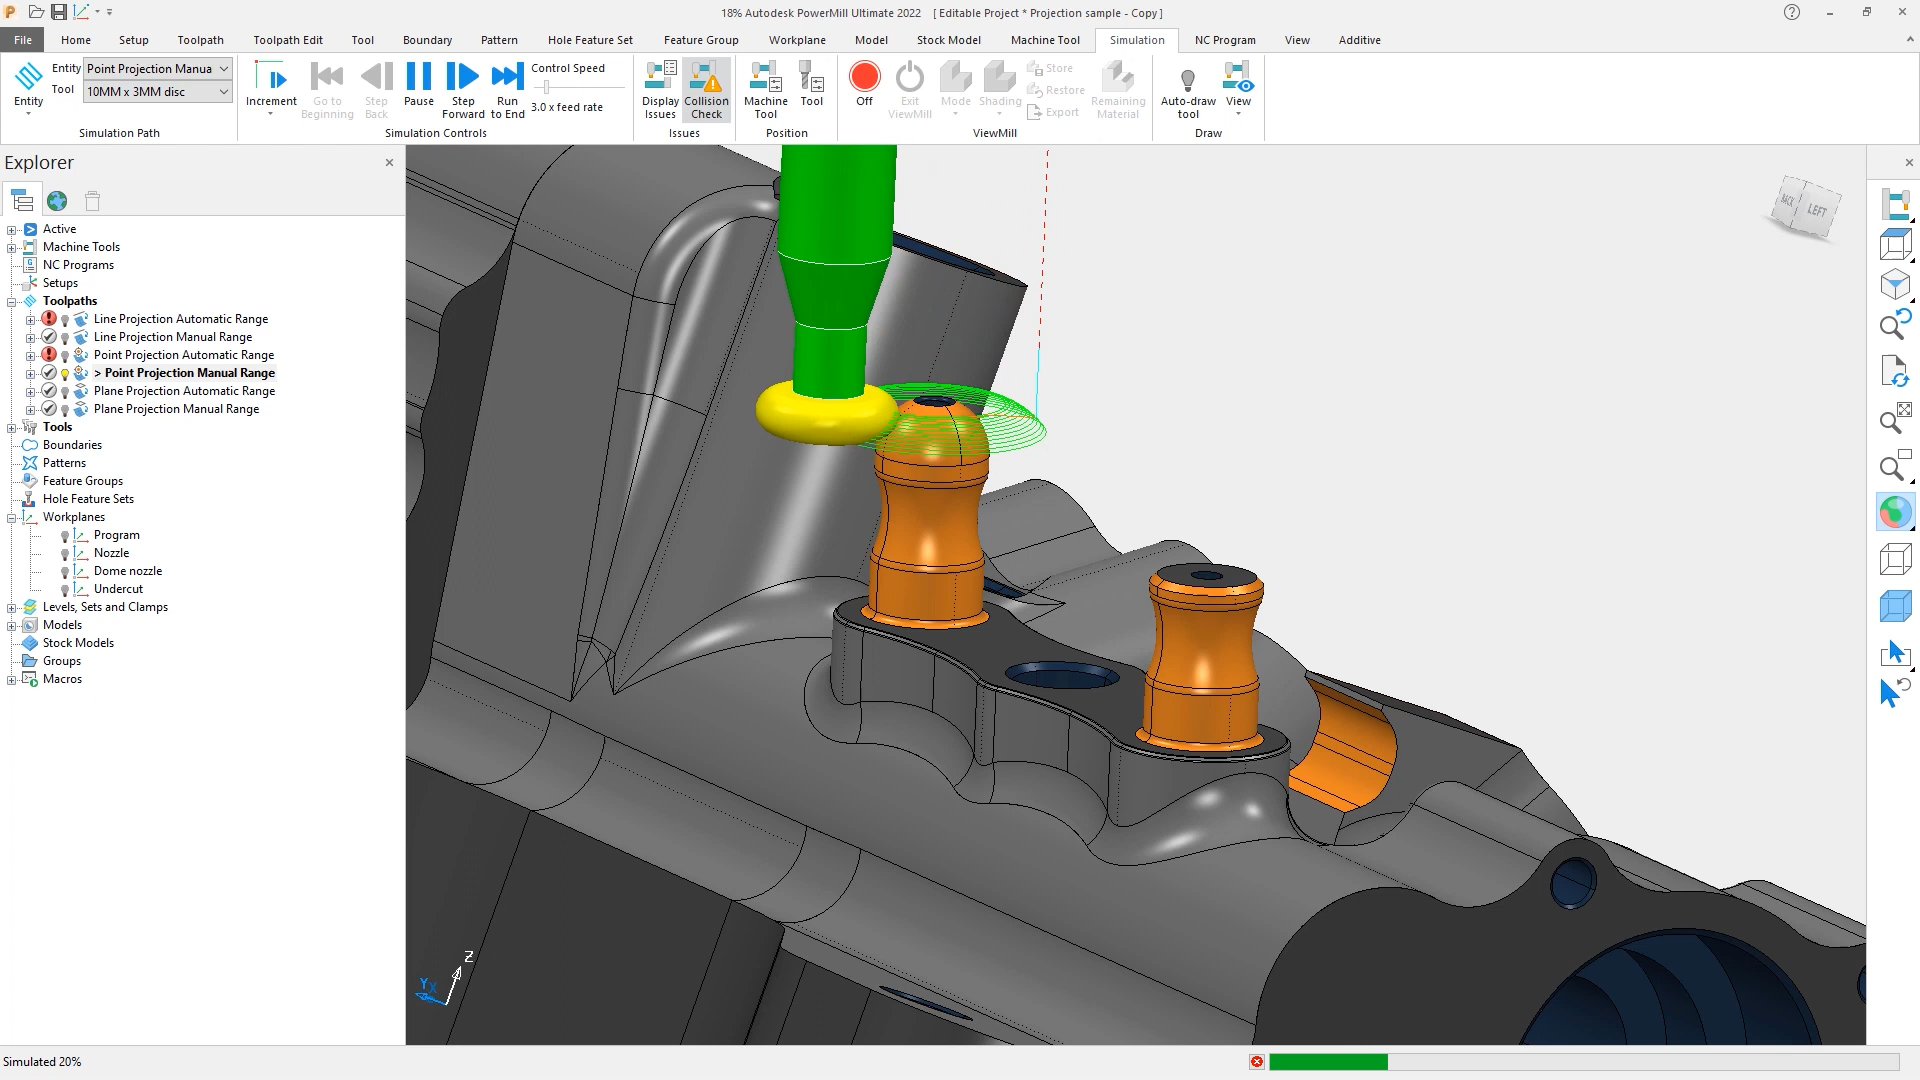 18% Autodesk PowerMill Ultimate 2022 [ Editable Project * Projection sample - Copy ]
File Home Setup Toolpath Toolpath Edit Tool Boundary Pattern Hole Feature Set Feature Group Workplane Model Stock Model Machine Tool Simulation NC Program View Additive
Entity
Entity Point Projection Manua
Tool 10MM x 3MM disc
Simulation Path
Increment
Go to Beginning
Step Back
Pause
Step Forward
Run to End
Control Speed
3.0 x feed rate
Simulation Controls
Display Issues
Collision Check
Issues
Machine Tool
Tool
Position
Off
Exit ViewMill
Mode
Shading
Store
Restore
Export
Remaining Material
ViewMill
Auto-draw tool
View
Draw
Explorer
Active
Machine Tools
NC Programs
Setups
Toolpaths
Line Projection Automatic Range
Line Projection Manual Range
Point Projection Automatic Range
> Point Projection Manual Range
Plane Projection Automatic Range
Plane Projection Manual Range
Tools
Boundaries
Patterns
Feature Groups
Hole Feature Sets
Workplanes
Program
Nozzle
Dome nozzle
Undercut
Levels, Sets and Clamps
Models
Stock Models
Groups
Macros
BACK LEFT
Z
Y X
Simulated 20%